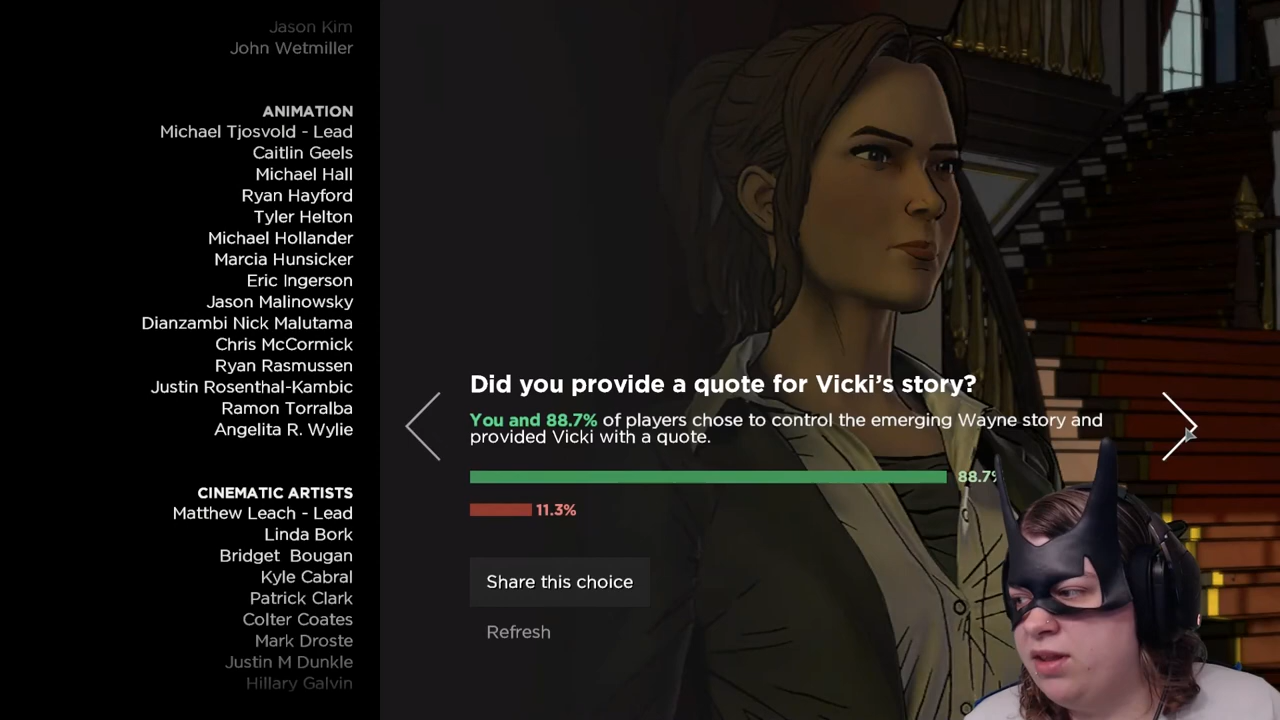 Jason Kim
John Wetmiller
ANIMATION
Michael Tjosvold - Lead
Caitlin Geels
Michael Hall
Ryan Hayford
Tyler Helton
Michael Hollander
Marcia Hunsicker
Eric Ingerson
Jason Malinowsky
Dianzambi Nick Malutama
Chris McCormick
Ryan Rasmussen
Justin Rosenthal-Kambic
Ramon Torralba
Angelita R. Wylie
CINEMATIC ARTISTS
Matthew Leach - Lead
Linda Bork
Bridget Bougan
Kyle Cabral
Patrick Clark
Colter Coates
Mark Droste
Justin M Dunkle
Hillary Galvin
Did you provide a quote for Vicki's story?
You and 88.7% of players chose to control the emerging Wayne story and
provided Vicki with a quote.
88.7%
11.3%
Share this choice
Refresh